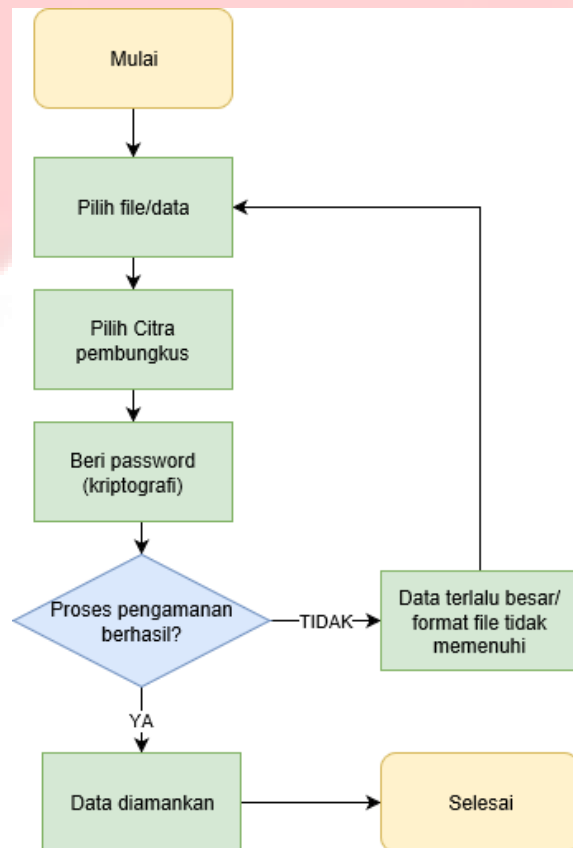 Mulai
Pilih file/data
Pilih Citra
pembungkus
Beri password
(kriptografi)
Proses pengamanan
berhasil?
TIDAK
Data terlalu besar/
format file tidak
memenuhi
YA
Data diamankan
Selesai